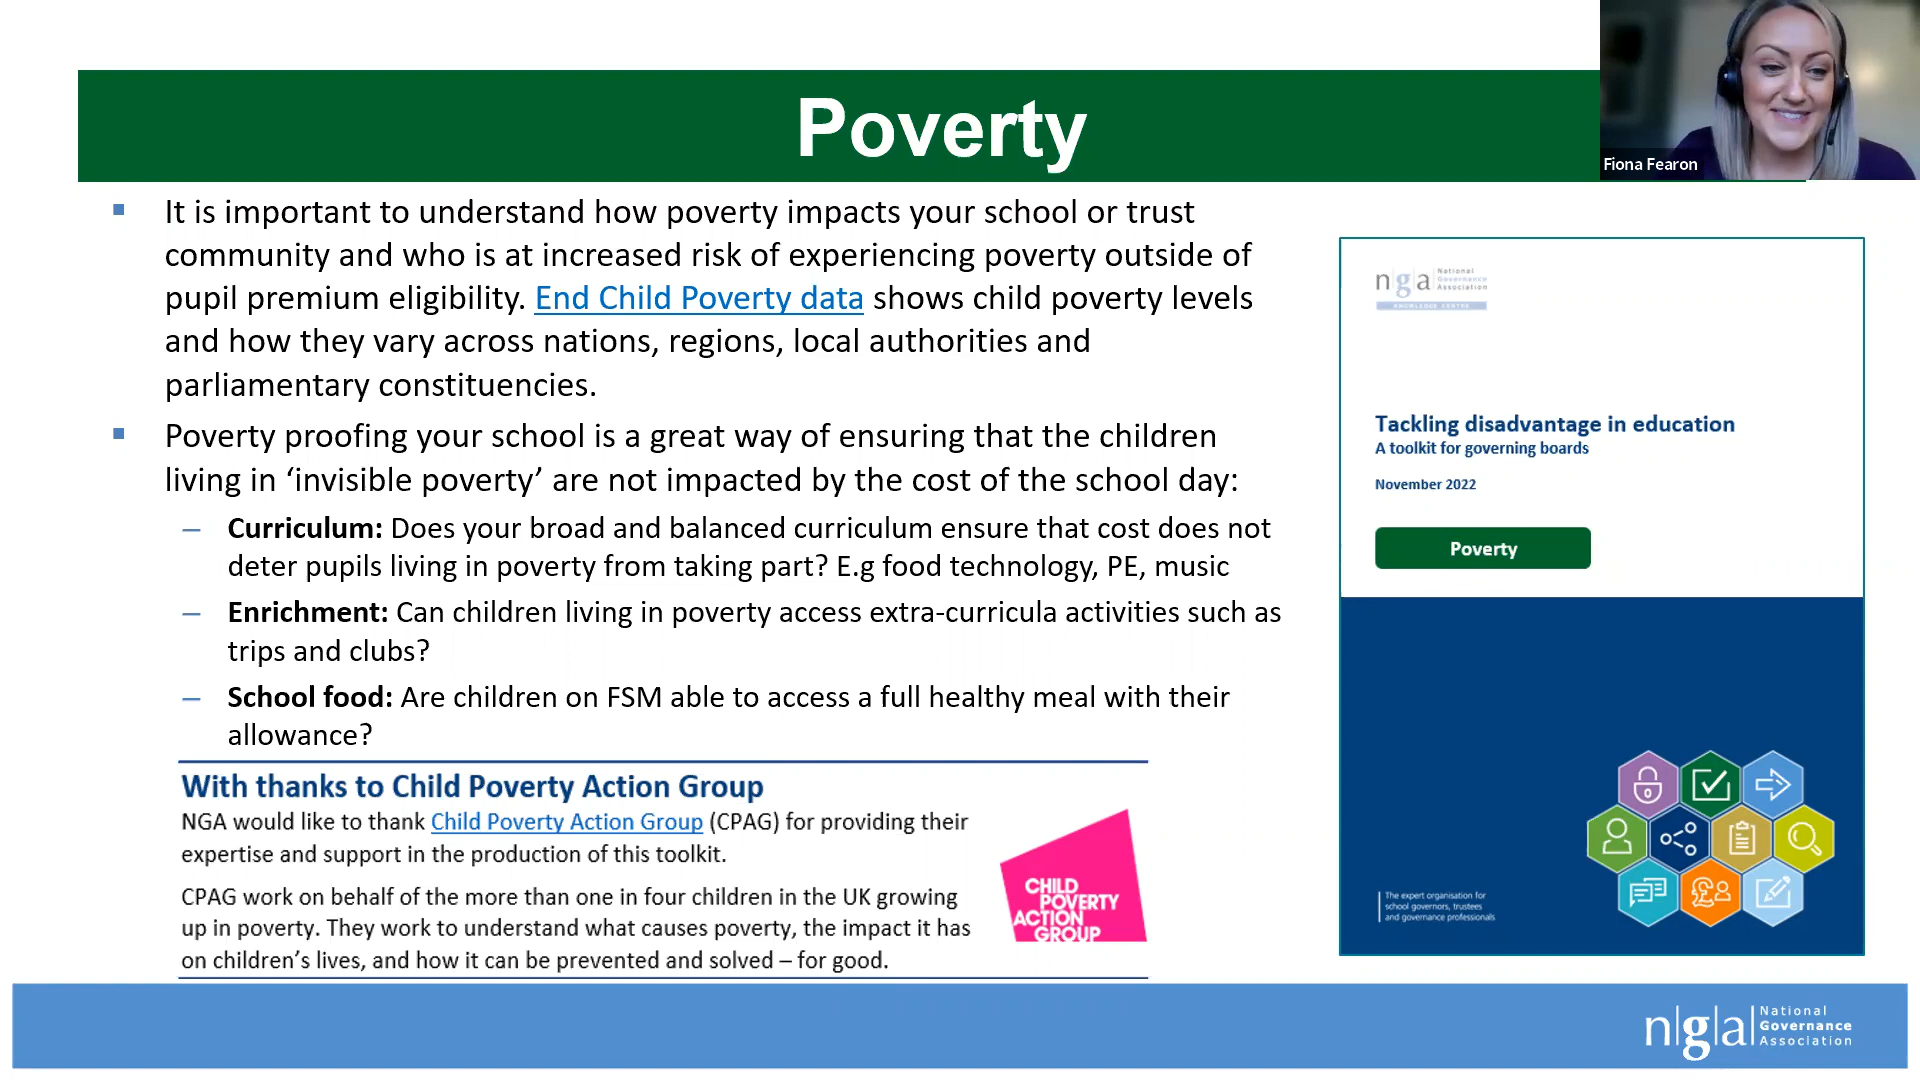 Poverty
Fiona Fearon
It is important to understand how poverty impacts your school or trust
community and who is at increased risk of experiencing poverty outside of
pupil premium eligibility. End Child Poverty data shows child poverty levels
and how they vary across nations, regions, local authorities and
parliamentary constituencies.
Poverty proofing your school is a great way of ensuring that the children
living in ‘invisible poverty’ are not impacted by the cost of the school day:
– Curriculum: Does your broad and balanced curriculum ensure that cost does not
deter pupils living in poverty from taking part? E.g food technology, PE, music
– Enrichment: Can children living in poverty access extra-curricula activities such as
trips and clubs?
– School food: Are children on FSM able to access a full healthy meal with their
allowance?
With thanks to Child Poverty Action Group
NGA would like to thank Child Poverty Action Group (CPAG) for providing their
expertise and support in the production of this toolkit.
CPAG work on behalf of the more than one in four children in the UK growing
up in poverty. They work to understand what causes poverty, the impact it has
on children’s lives, and how it can be prevented and solved – for good.
CHILD
POVERTY
ACTION
GROUP
n|g|a
National
Governance
Association
KNOWLEDGE CENTRE
Tackling disadvantage in education
A toolkit for governing boards
November 2022
Poverty
The expert organisation for
school governors, trustees
and governance professionals
n|g|a
National
Governance
Association